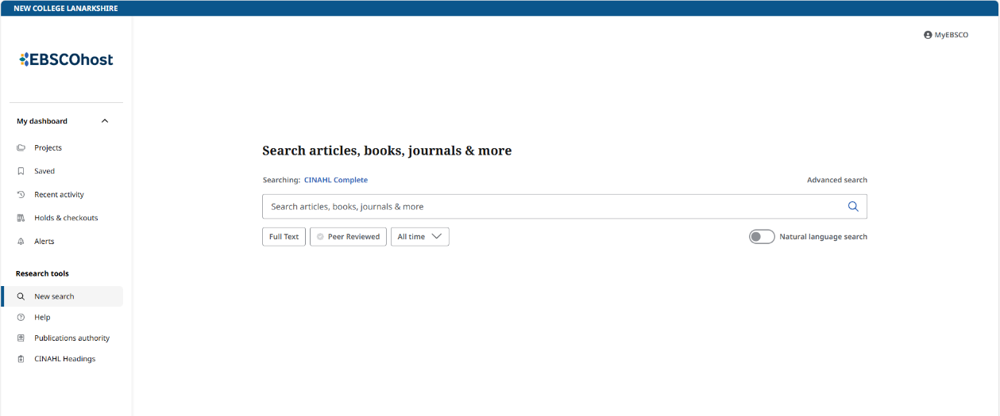 NEW COLLEGE LANARKSHIRE
MyEBSCO
EBSCOhost
My dashboard
Projects
Saved
Recent activity
Holds & checkouts
Alerts
Research tools
New search
Help
Publications authority
CINAHL Headings
Search articles, books, journals & more
Searching: CINAHL Complete
Advanced search
Search articles, books, journals & more
Full Text Peer Reviewed All time Natural language search